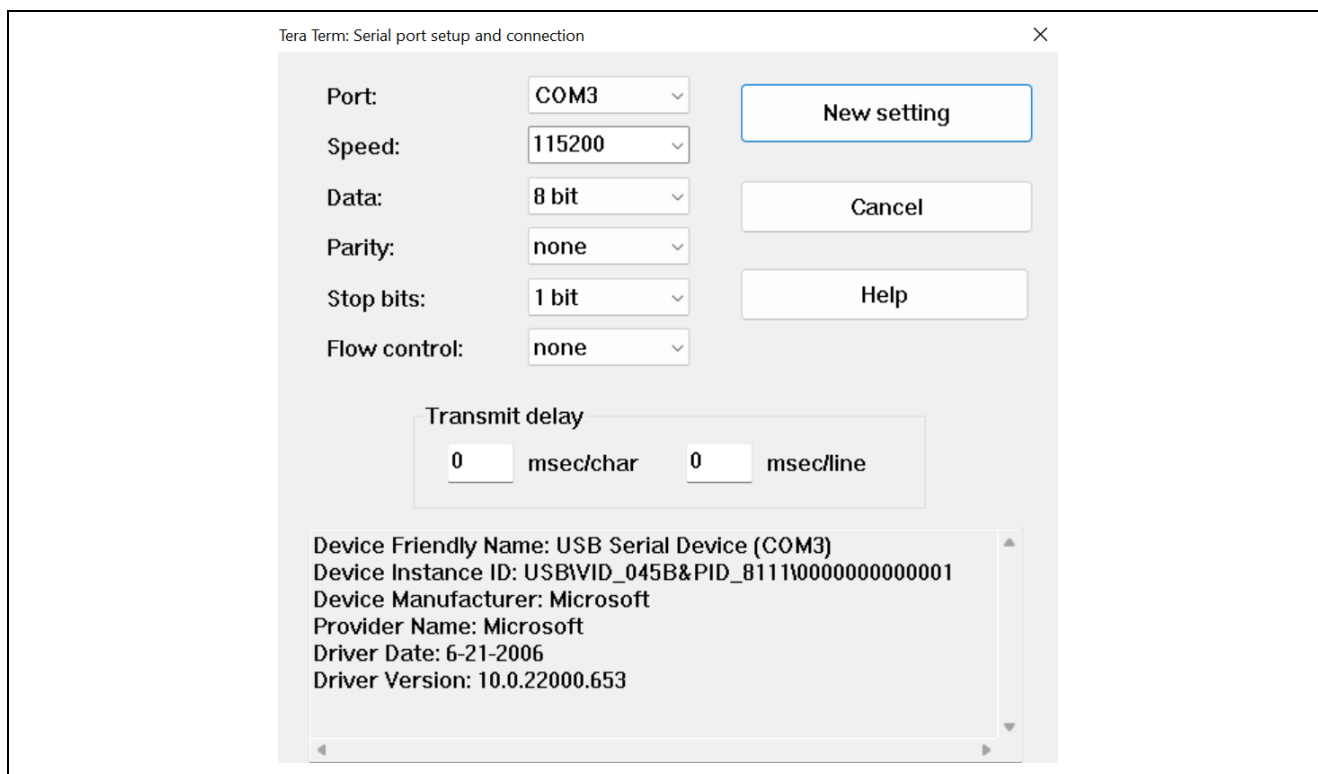 Tera Term: Serial port setup and connection
Port: COM3 New setting
Speed: 115200
Data: 8 bit Cancel
Parity: none
Stop bits: 1 bit Help
Flow control: none
Transmit delay
0 msec/char 0 msec/line
Device Friendly Name: USB Serial Device (COM3)
Device Instance ID: USB\VID_045B&PID_8111\0000000000001
Device Manufacturer: Microsoft
Provider Name: Microsoft
Driver Date: 6-21-2006
Driver Version: 10.0.22000.653